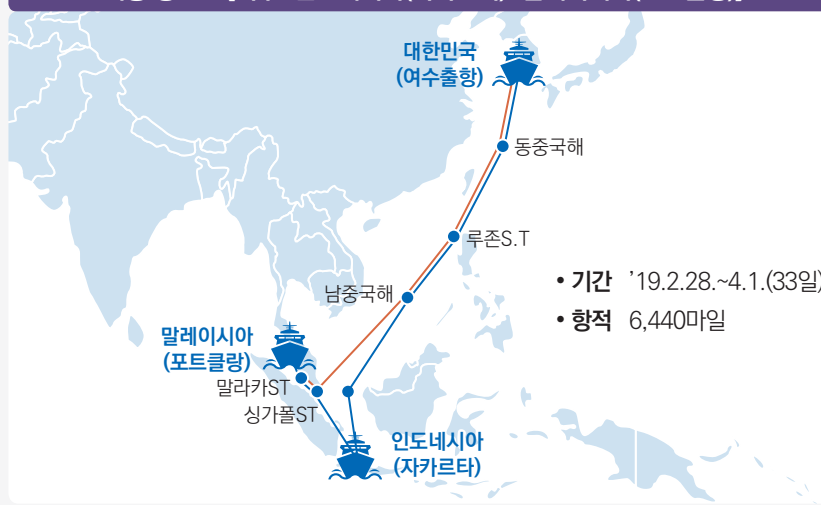 대한민국
(여수출항)
동중국해
루존S.T
남중국해
• 기간 ’19.2.28.~4.1.(33일)
• 항적 6,440마일
말레이시아
(포트클랑)
말라카ST
싱가폴ST
인도네시아
(자카르타)